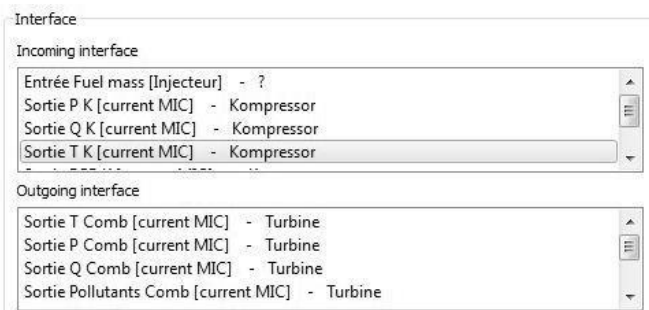 Interface
Incoming interface
Entrée Fuel mass [Injecteur] - ?
Sortie P K [current MIC] - Kompressor
Sortie Q K [current MIC] - Kompressor
Sortie T K [current MIC] - Kompressor
Outgoing interface
Sortie T Comb [current MIC] - Turbine
Sortie P Comb [current MIC] - Turbine
Sortie Q Comb [current MIC] - Turbine
Sortie Pollutants Comb [current MIC] - Turbine